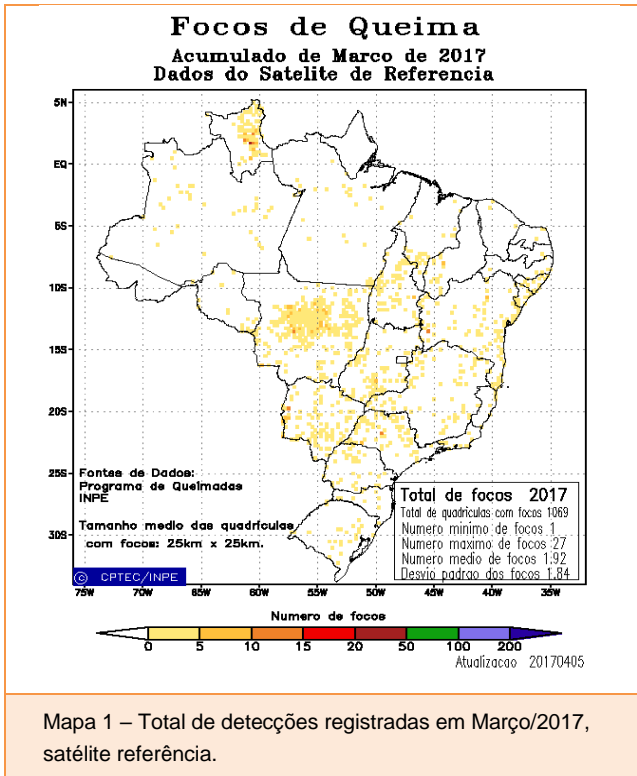 Focos de Queima
Acumulado de Marco de 2017
Dados do Satelite de Referencia
5N
EQ
5S
10S
15S
20S
25S
30S
Fontes de Dados:
Programa de Queimadas
INPE
Tamanho medio das quadrículas
com focos: 25km x 25km.
Total de focos 2017
Total de quadriculas com focos 1069
Numero minimo de focos 1
Numero maximo de focos 27
Numero medio de focos 1.92
Desvio padrao dos focos 1.84
© CPTEC/INPE
75W 70W 65W 60W 55W 50W 45W 40W 35W
Numero de focos
0 5 10 15 20 50 100 200
Atualizacao 20170405
Mapa 1 – Total de detecções registradas em Março/2017,
satélite referência.